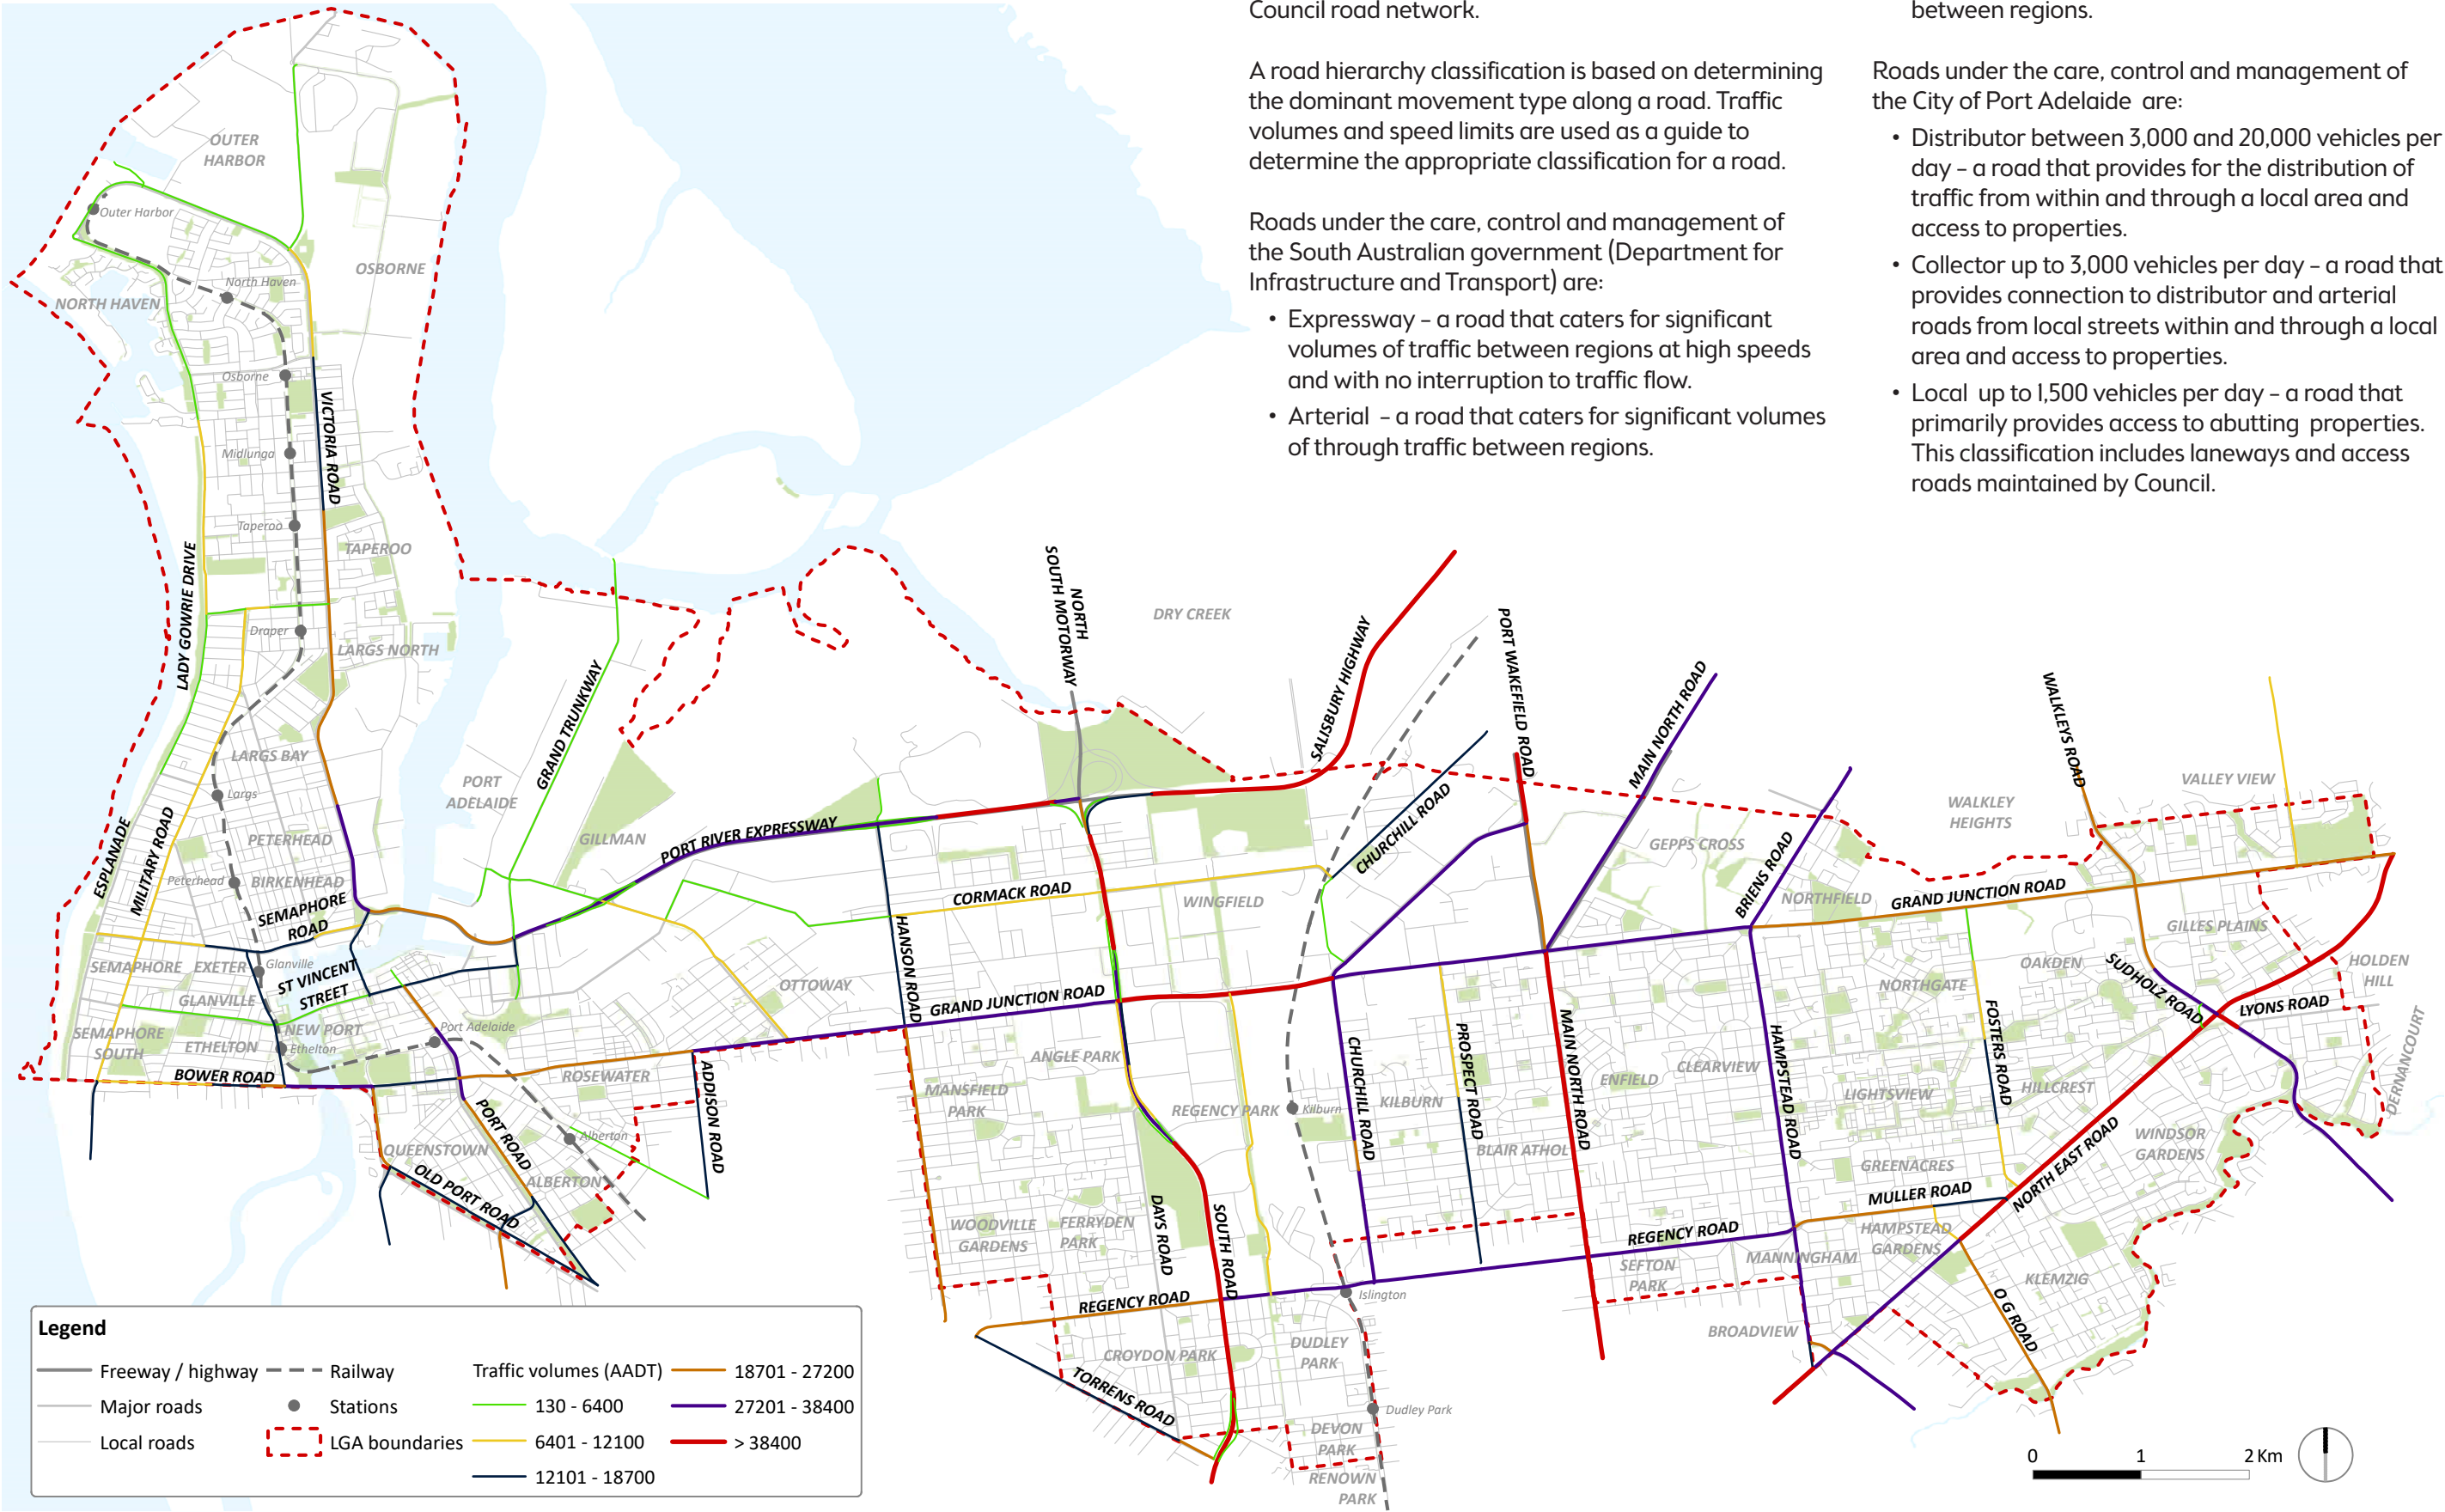 Council road network.
A road hierarchy classification is based on determining
the dominant movement type along a road. Traffic
volumes and speed limits are used as a guide to
determine the appropriate classification for a road.
Roads under the care, control and management of
the South Australian government (Department for
Infrastructure and Transport) are:
• Expressway – a road that caters for significant
volumes of traffic between regions at high speeds
and with no interruption to traffic flow.
• Arterial – a road that caters for significant volumes
of through traffic between regions.
between regions.
Roads under the care, control and management of
the City of Port Adelaide are:
• Distributor between 3,000 and 20,000 vehicles per
day – a road that provides for the distribution of
traffic from within and through a local area and
access to properties.
• Collector up to 3,000 vehicles per day – a road that
provides connection to distributor and arterial
roads from local streets within and through a local
area and access to properties.
• Local up to 1,500 vehicles per day – a road that
primarily provides access to abutting properties.
This classification includes laneways and access
roads maintained by Council.
OUTER
HARBOR
Outer Harbor
OSBORNE
North Haven
NORTH HAVEN
Osborne
VICTORIA ROAD
Midlunga
Taperoo
TAPEROO
LADY GOWRIE DRIVE
Draper
LARGS NORTH
LARGS BAY
Largs
PORT
ADELAIDE
GRAND TRUNKWAY
GILLMAN
ESPLANADE
MILITARY ROAD
PETERHEAD
Peterhead
BIRKENHEAD
SEMAPHORE
ROAD
SEMAPHORE
EXETER
Glanville
ST VINCENT
STREET
GLANVILLE
SEMAPHORE
SOUTH
ETHELTON
NEW PORT
Ethelton
Port Adelaide
BOWER ROAD
ROSEWATER
PORT ROAD
QUEENSTOWN
Alberton
ALBERTON
OLD PORT ROAD
ADDISON ROAD
PORT RIVER EXPRESSWAY
NORTH
SOUTH MOTORWAY
DRY CREEK
SALISBURY HIGHWAY
PORT WAKEFIELD ROAD
MAIN NORTH ROAD
WALKLEYS ROAD
VALLEY VIEW
WALKLEY
HEIGHTS
CHURCHILL ROAD
GEPPS CROSS
BRIENS ROAD
NORTHFIELD
GRAND JUNCTION ROAD
GILLES PLAINS
CORMACK ROAD
WINGFIELD
HANSON ROAD
OTTOWAY
GRAND JUNCTION ROAD
OAKDEN
SUDHOLZ ROAD
HOLDEN
HILL
NORTHGATE
LYONS ROAD
FOSTERS ROAD
DERNANCOURT
ANGLE PARK
MANSFIELD
PARK
REGENCY PARK
Kilburn
CHURCHILL ROAD
KILBURN
PROSPECT ROAD
MAIN NORTH ROAD
ENFIELD
CLEARVIEW
HAMPSTEAD ROAD
LIGHTSVIEW
HILLCREST
BLAIR ATHOL
NORTH EAST ROAD
WINDSOR
GARDENS
GREENACRES
MULLER ROAD
WOODVILLE
GARDENS
FERRYDEN
PARK
DAYS ROAD
SOUTH ROAD
REGENCY ROAD
HAMPSTEAD
GARDENS
MANNINGHAM
SEFTON
PARK
KLEMZIG
REGENCY ROAD
Islington
BROADVIEW
O G ROAD
CROYDON PARK
DUDLEY
PARK
TORRENS ROAD
Dudley Park
DEVON
PARK
RENOWN
PARK
Legend
Freeway / highway
Major roads
Local roads
Railway
Stations
LGA boundaries
Traffic volumes (AADT)
130 - 6400
6401 - 12100
12101 - 18700
18701 - 27200
27201 - 38400
> 38400
0 1 2 Km